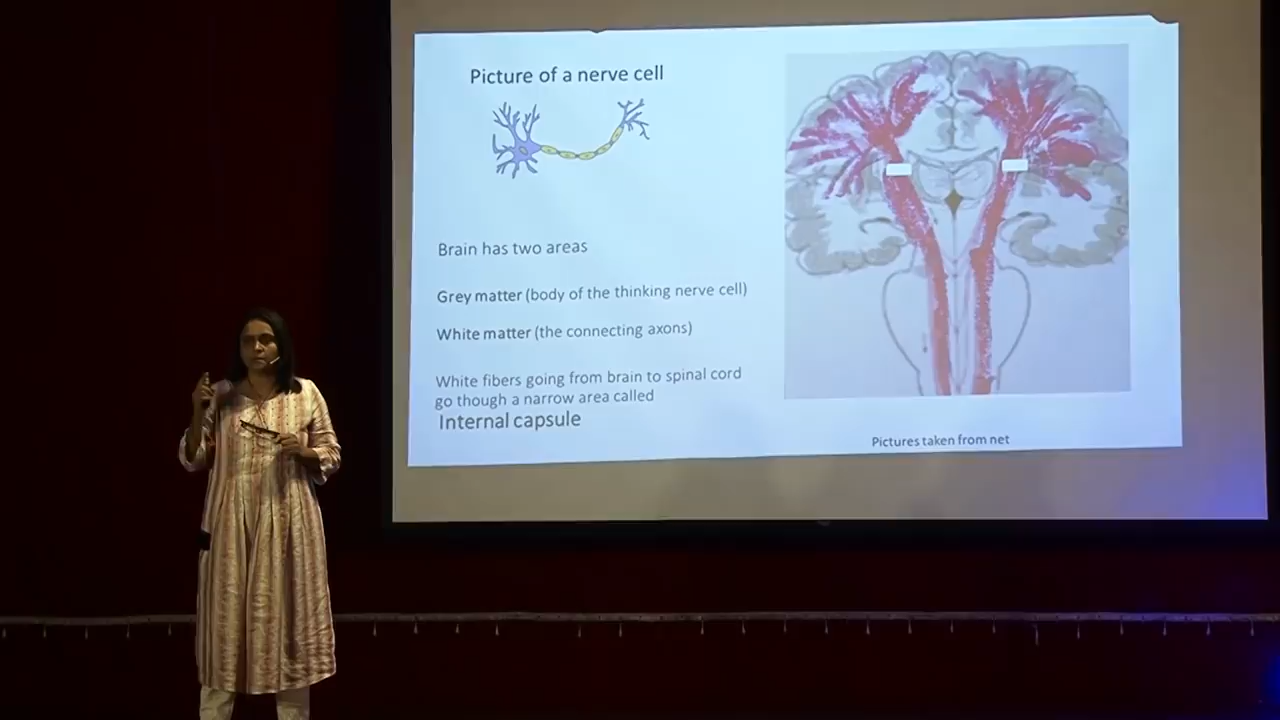 Picture of a nerve cell
Brain has two areas
Grey matter (body of the thinking nerve cell)
White matter (the connecting axons)
White fibers going from brain to spinal cord
go though a narrow area called
Internal capsule
Pictures taken from net